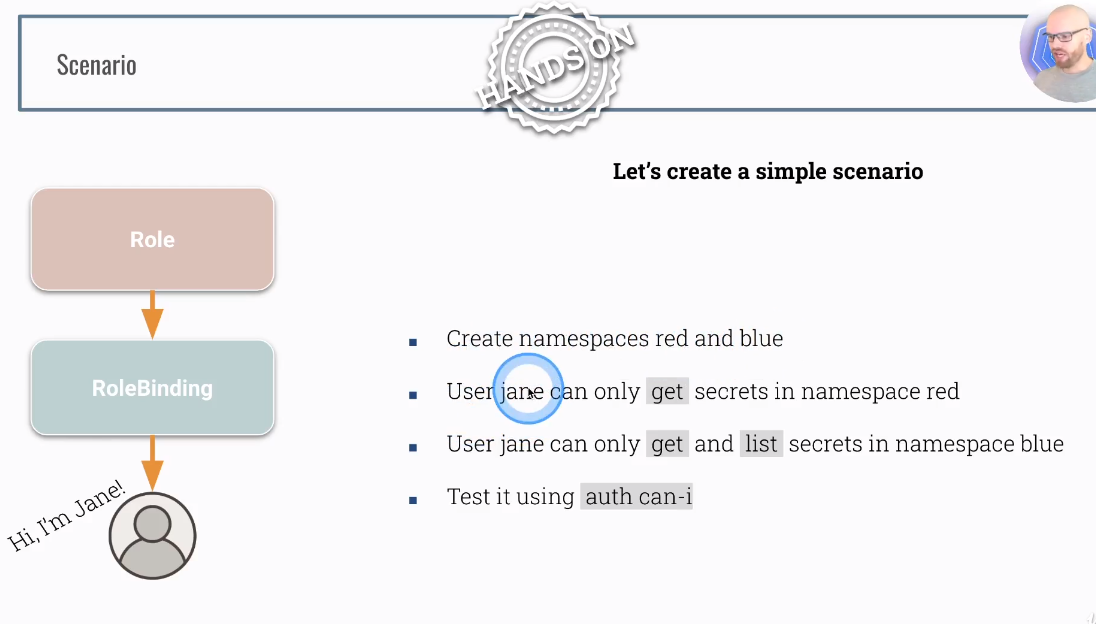 Scenario
HANDS ON
Let's create a simple scenario
Role
RoleBinding
Hi, I'm Jane!
Create namespaces red and blue
User jane can only get secrets in namespace red
User jane can only get and list secrets in namespace blue
Test it using auth can-i